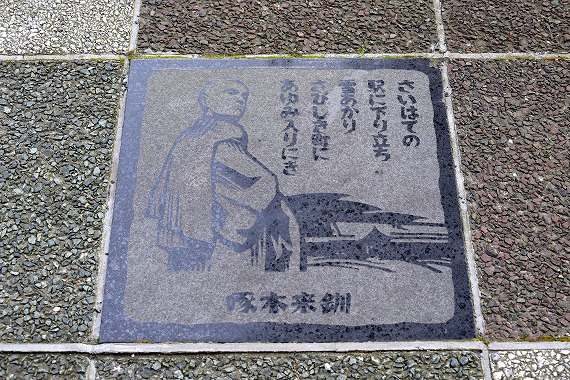 さいはての
駅に下り立ち
雪あかり
さびしき町に
あゆみ入りにき
啄本来釧